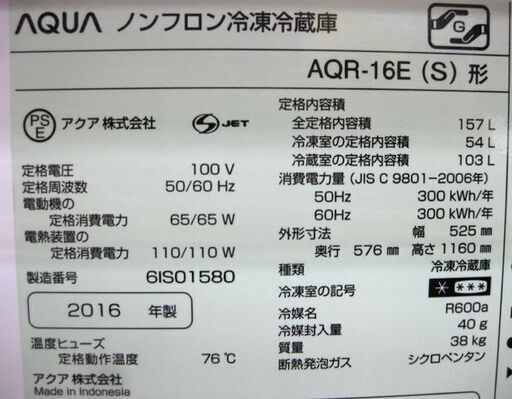 AQUA ノンフロン冷凍冷蔵庫
G
AQR-16E (S) 形
PS
E
アクア株式会社
S JET
定格電圧 100 V
定格周波数 50/60 Hz
電動機の
定格消費電力 65/65 W
電熱装置の
定格消費電力 110/110 W
製造番号 6IS01580
2016 年製
温度ヒューズ
定格動作温度 76℃
アクア株式会社
Made in Indonesia
定格内容積
全定格内容積 157 L
冷凍室の定格内容積 54 L
冷蔵室の定格内容積 103 L
消費電力量 (JIS C 9801-2006年)
50Hz 300 kWh/年
60Hz 300 kWh/年
外形寸法 幅 525 mm
奥行 576 mm 高さ 1160 mm
種類 冷凍冷蔵庫
冷凍室の記号 * ***
冷媒名 R600a
冷媒封入量 40 g
質量 38 kg
断熱発泡ガス シクロペンタン